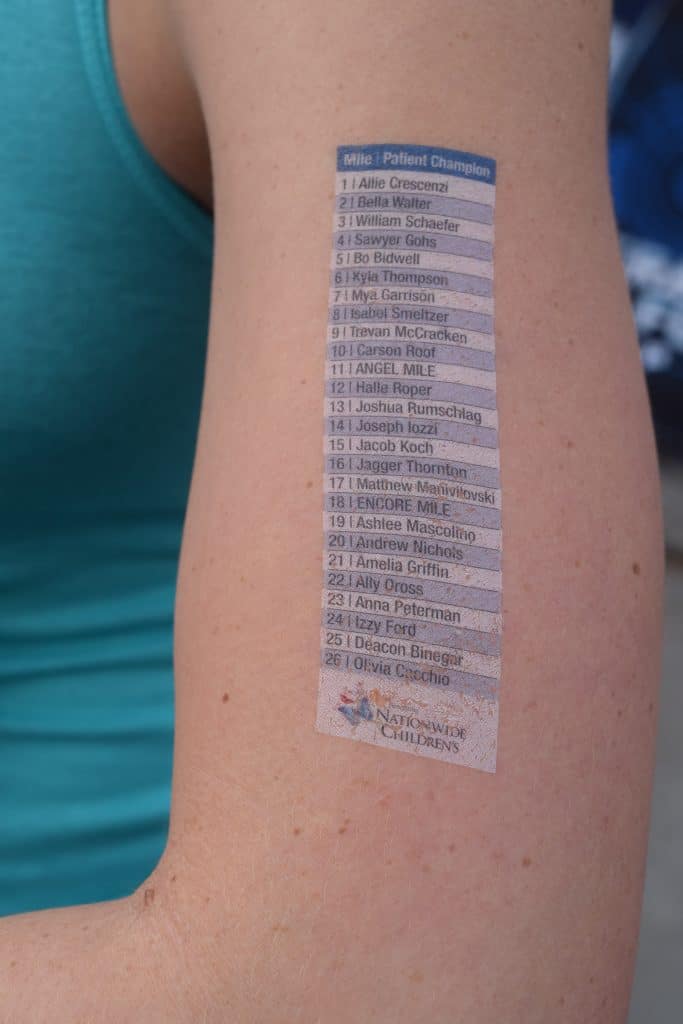 Mile | Patient Champion
1 | Allie Crescenzi
2 | Bella Walter
3 | William Schaefer
4 | Sawyer Gohs
5 | Bo Bidwell
6 | Kyla Thompson
7 | Mya Garrison
8 | Isabel Smeltzer
9 | Trevan McCracken
10 | Carson Roof
11 | ANGEL MILE
12 | Halle Roper
13 | Joshua Rumschlag
14 | Joseph Iozzi
15 | Jacob Koch
16 | Jagger Thornton
17 | Matthew Manivilovski
18 | ENCORE MILE
19 | Ashlee Mascolino
20 | Andrew Nichols
21 | Amelia Griffin
22 | Ally Oross
23 | Anna Peterman
24 | Izzy Ford
25 | Deacon Binegar
26 | Olivia Cacchio
NATIONWIDE
CHILDREN'S